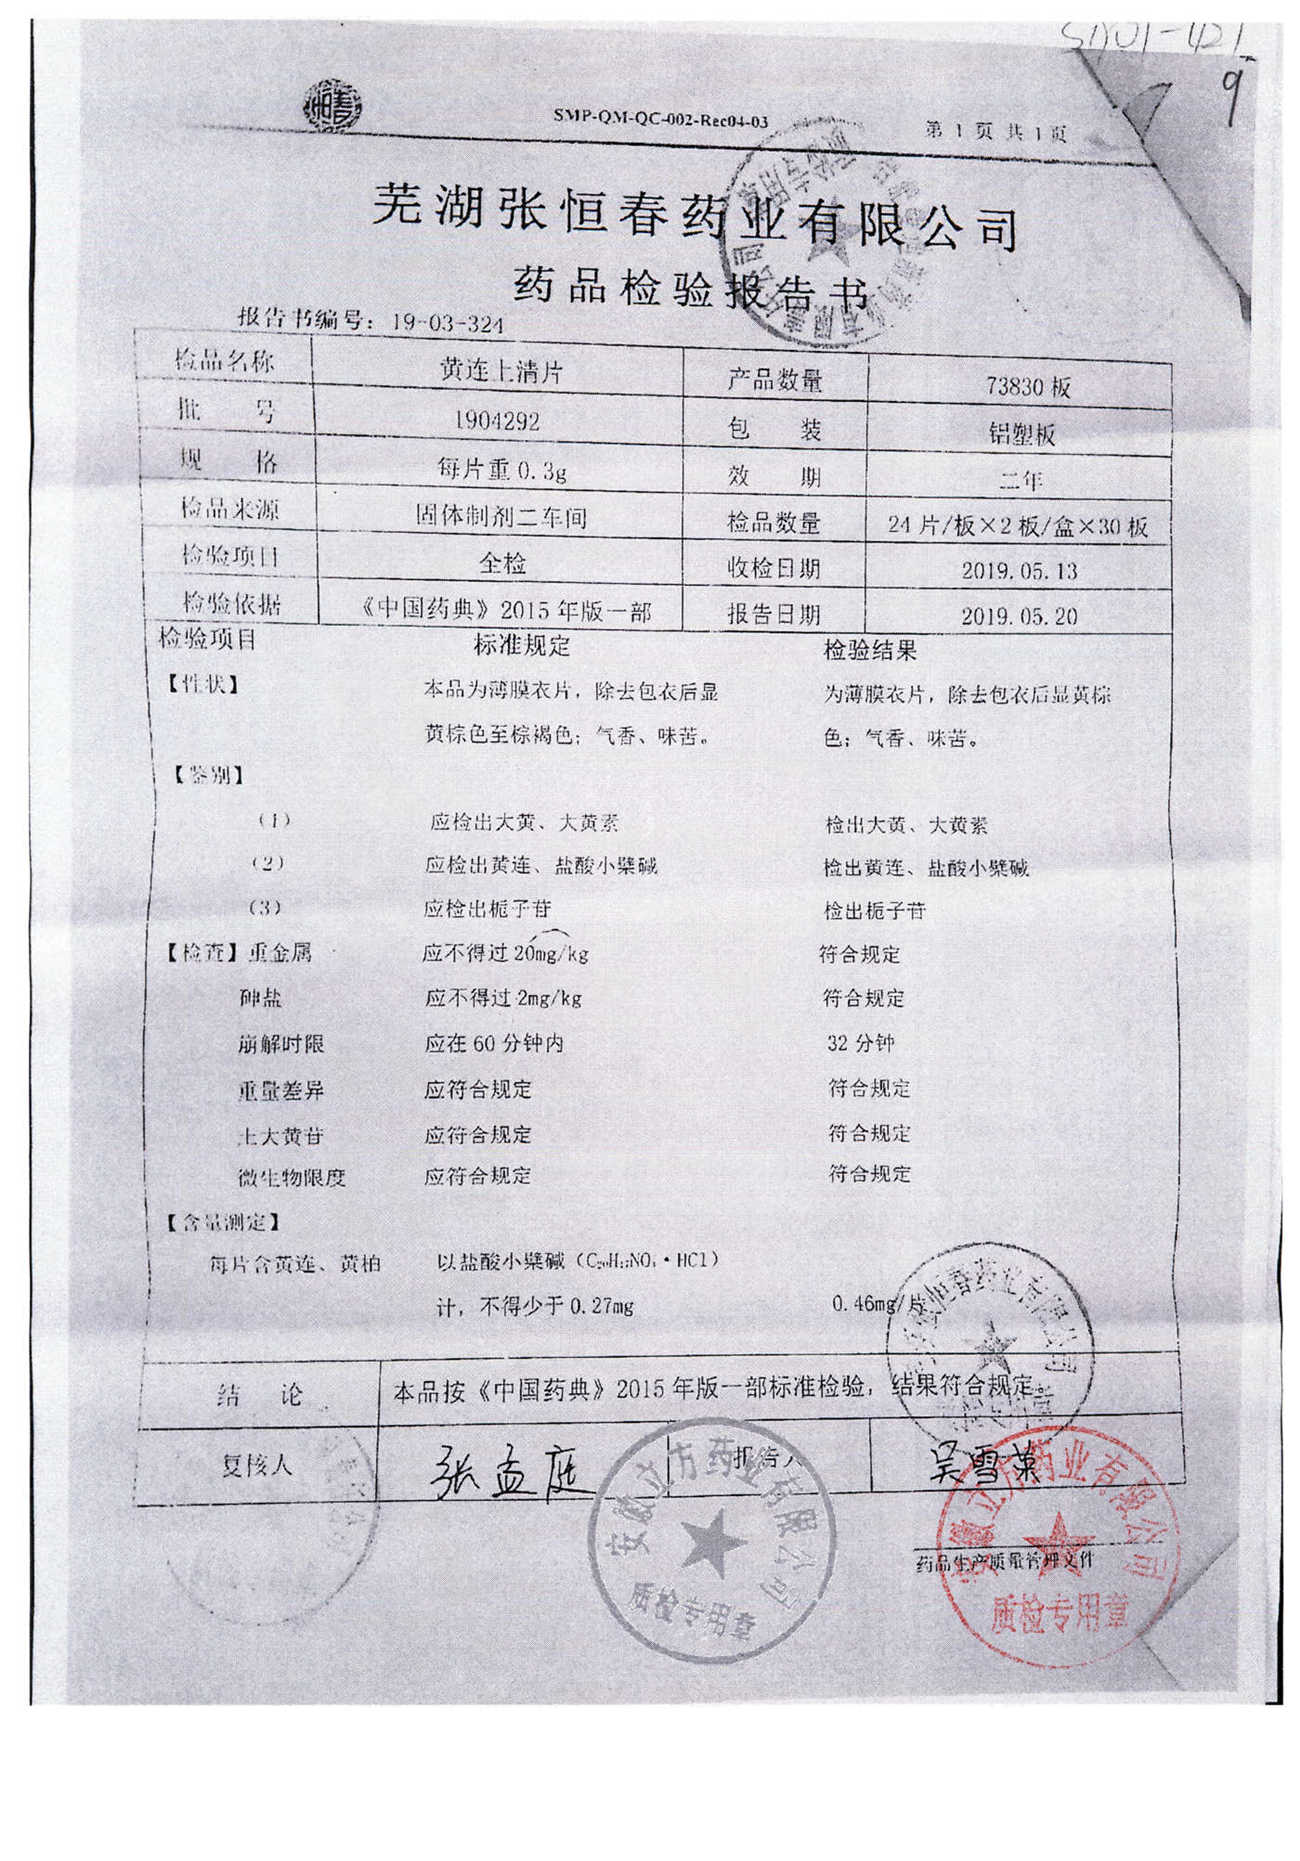 SMP-QM-QC-002-Rec04-03
第 1 页 共 1 页
9
芜湖张恒春药业有限公司
药品检验报告书
报告书编号：19-03-324
检品名称 黄连上清片 产品数量 73830 板
批 号 1904292 包 装 铝塑板
规 格 每片重 0.3g 效 期 二年
检品来源 固体制剂二车间 检品数量 24 片/板×2 板/盒×30 板
检验项目 全检 收检日期 2019.05.13
检验依据 《中国药典》2015 年版一部 报告日期 2019.05.20
检验项目 标准规定 检验结果
【性状】 本品为薄膜衣片，除去包衣后显 为薄膜衣片，除去包衣后显黄棕
黄棕色至棕褐色；气香、味苦。 色；气香、味苦。
【鉴别】
（1） 应检出大黄、大黄素 检出大黄、大黄素
（2） 应检出黄连、盐酸小檗碱 检出黄连、盐酸小檗碱
（3） 应检出栀子苷 检出栀子苷
【检查】重金属 应不得过 20mg/kg 符合规定
砷盐 应不得过 2mg/kg 符合规定
崩解时限 应在 60 分钟内 32 分钟
重量差异 应符合规定 符合规定
土大黄苷 应符合规定 符合规定
微生物限度 应符合规定 符合规定
【含量测定】
每片含黄连、黄柏 以盐酸小檗碱（C₂₀H₁₇NO₄·HCl）
计，不得少于 0.27mg 0.46mg/片
结 论 本品按《中国药典》2015 年版一部标准检验，结果符合规定
复核人 张孟庭 报告人 吴雪莲
药品生产质量管理文件
安徽立方药业有限公司
质检专用章
安徽立方药业有限公司
质检专用章